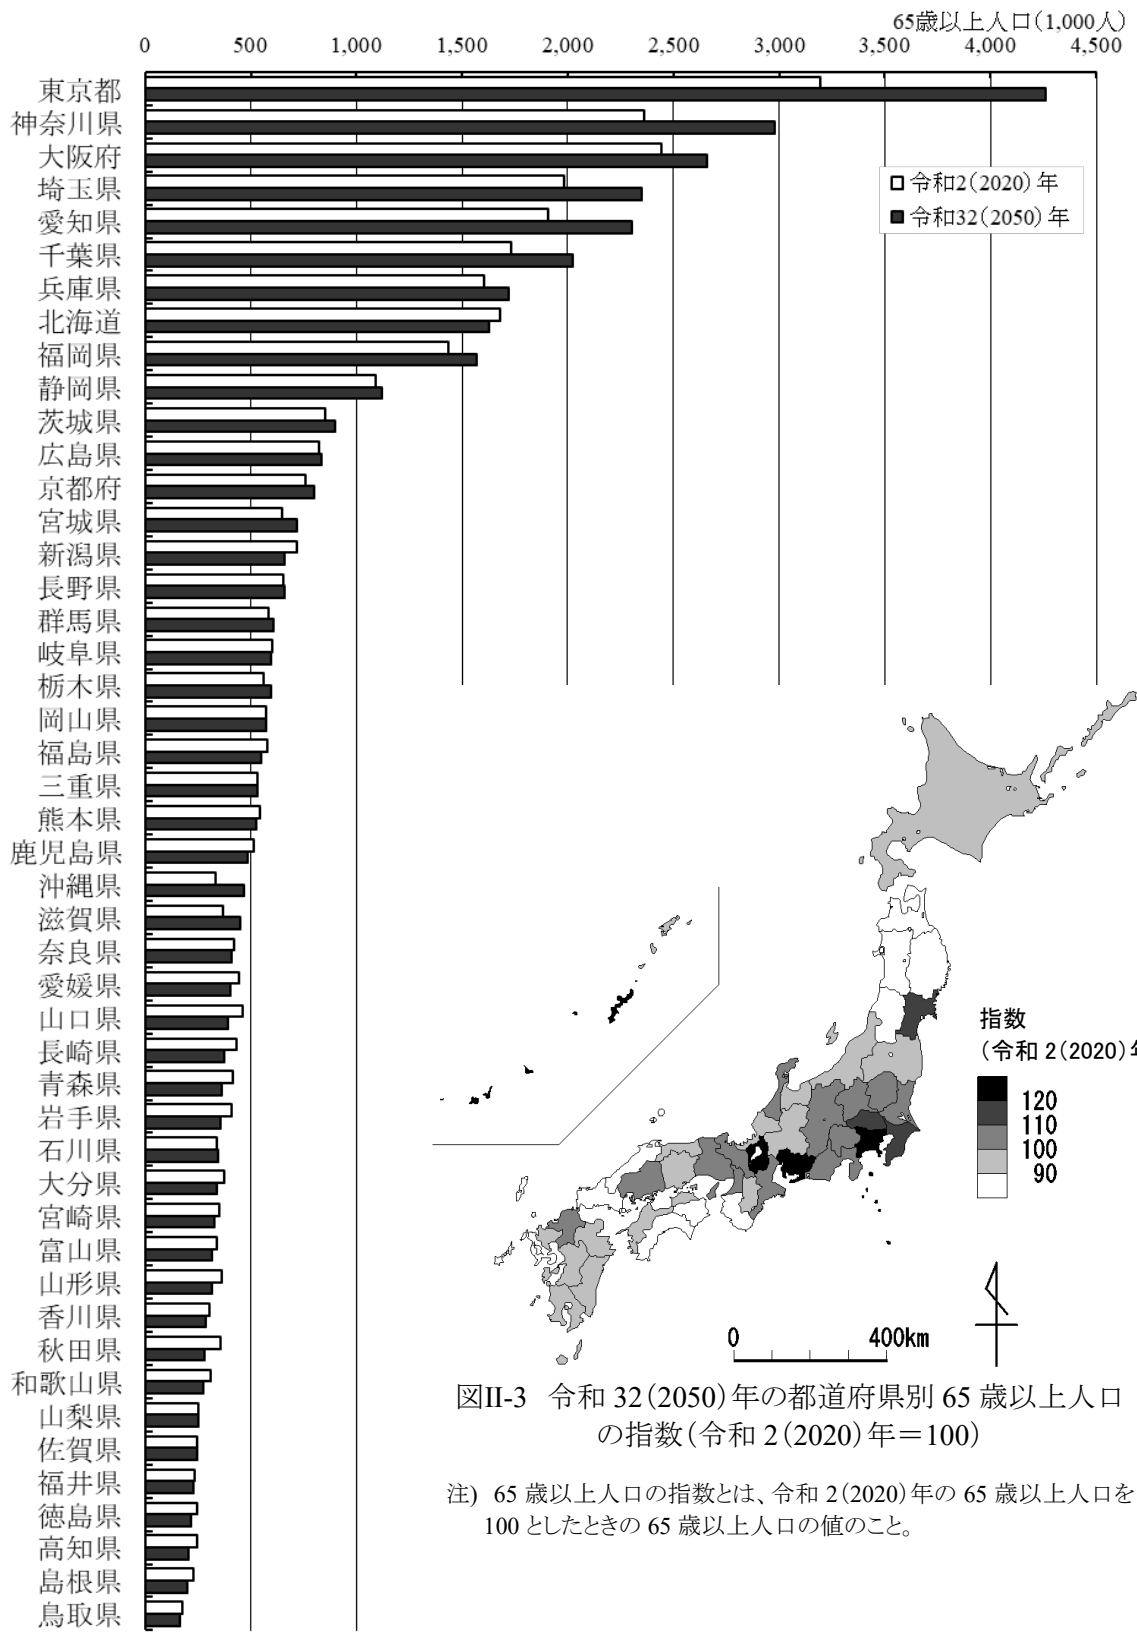 65歳以上人口(1,000人)
0 500 1,000 1,500 2,000 2,500 3,000 3,500 4,000 4,500
東京都
神奈川県
大阪府
埼玉県
愛知県
千葉県
兵庫県
北海道
福岡県
静岡県
茨城県
広島県
京都府
宮城県
新潟県
長野県
群馬県
岐阜県
栃木県
岡山県
福島県
三重県
熊本県
鹿児島県
沖縄県
滋賀県
奈良県
愛媛県
山口県
長崎県
青森県
岩手県
石川県
大分県
宮崎県
富山県
山形県
香川県
秋田県
和歌山県
山梨県
佐賀県
福井県
徳島県
高知県
島根県
鳥取県
令和2(2020)年
令和32(2050)年
指数
(令和2(2020)年
120
110
100
90
0 400km
図II-3 令和32(2050)年の都道府県別 65歳以上人口
の指数(令和2(2020)年=100)
注) 65歳以上人口の指数とは、令和2(2020)年の65歳以上人口を
100としたときの65歳以上人口の値のこと。